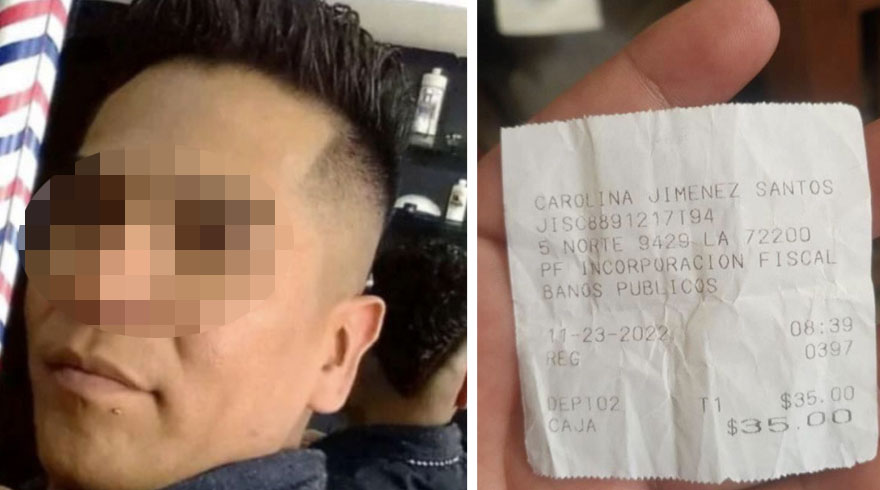 CAROLINA JIMENEZ SANTOS
JISC8891217T94
5 NORTE 9429 LA 72200
PF INCORPORACION FISCAL
BANOS PUBLICOS
11-23-2022 08:39
REG 0397
DEPT02 T1 $35.00
CAJA $35.00